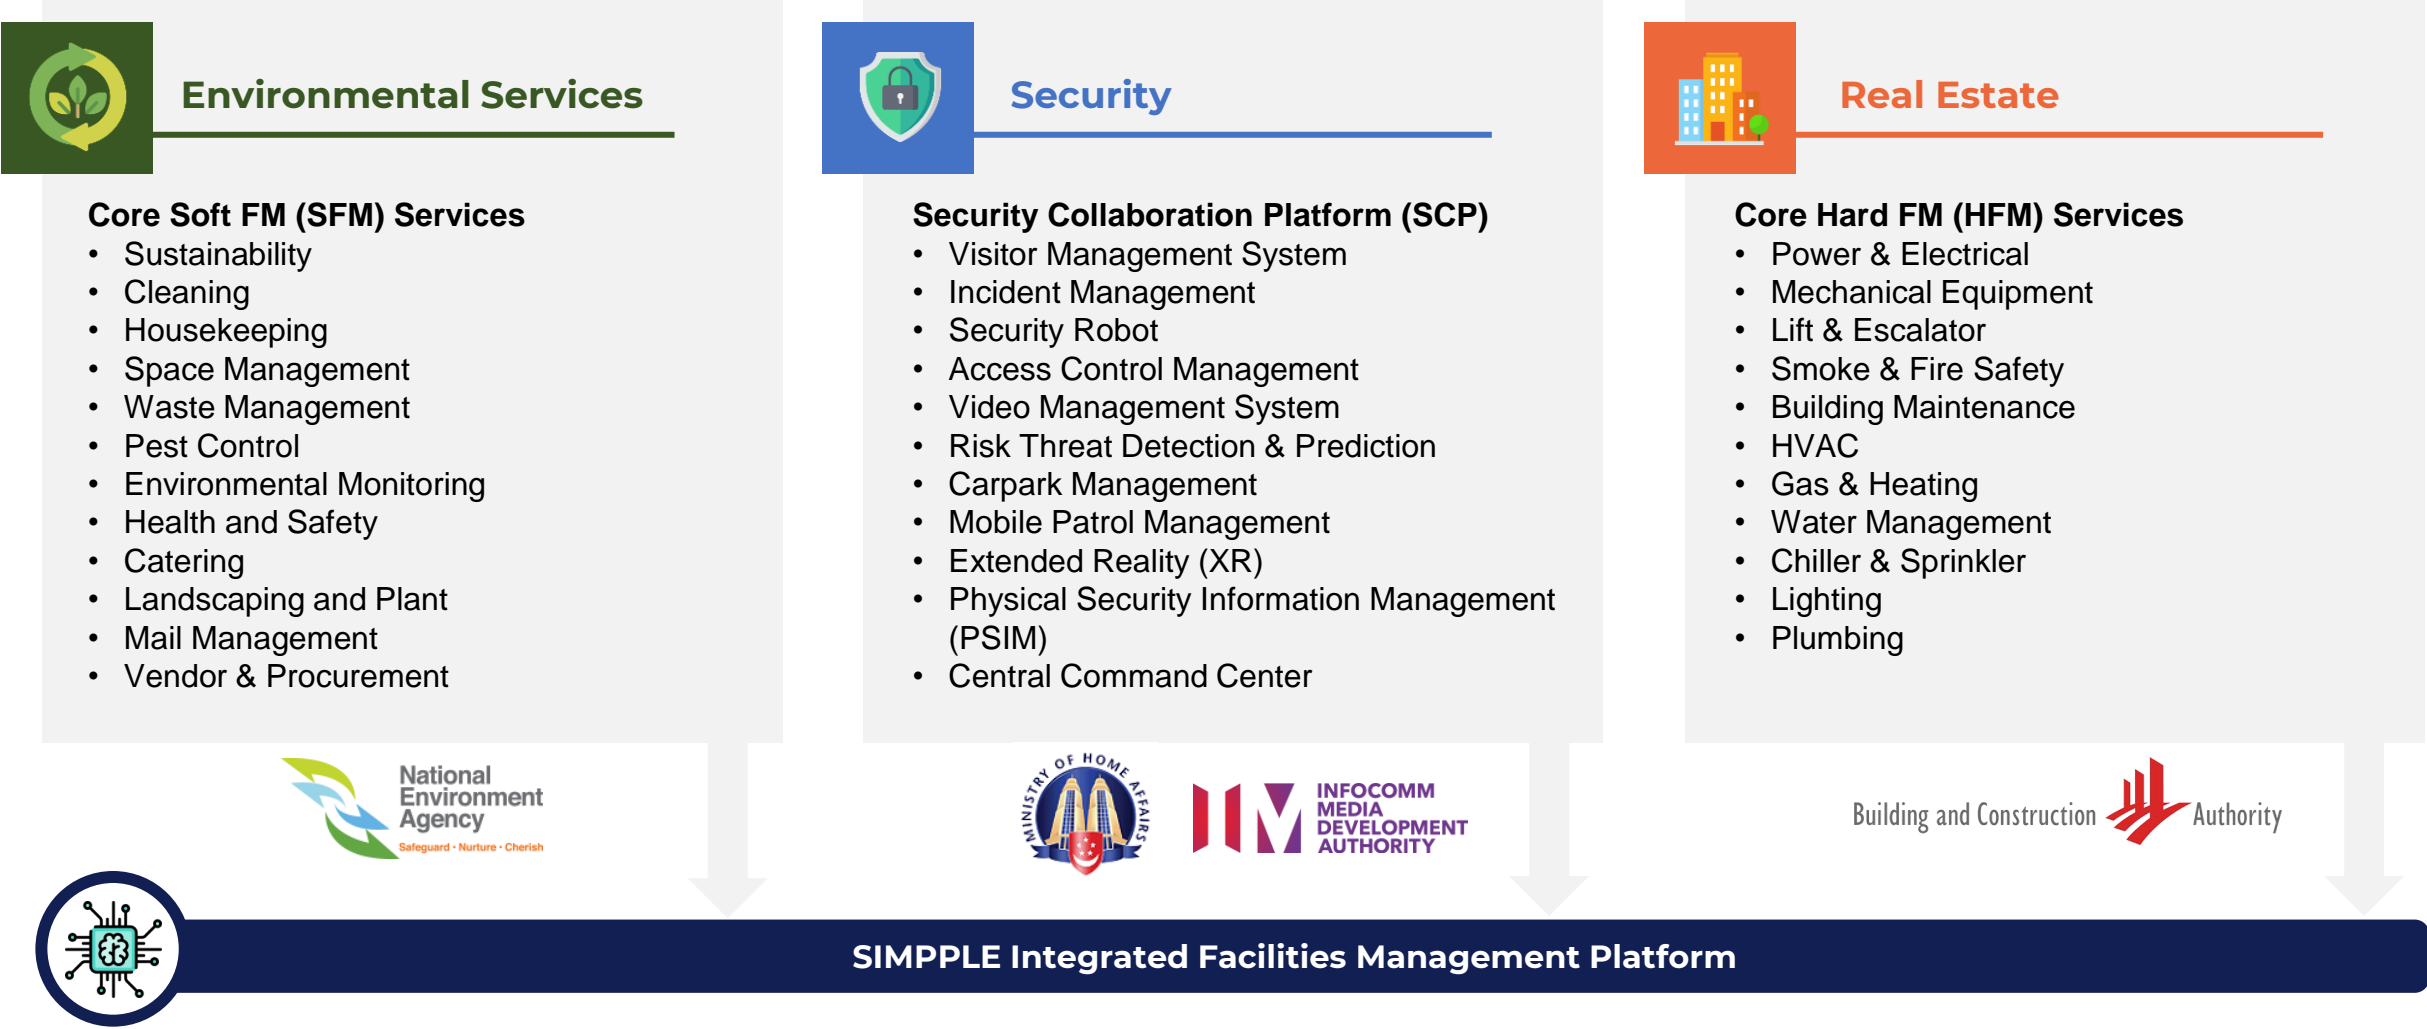 Environmental Services
Core Soft FM (SFM) Services
• Sustainability
• Cleaning
• Housekeeping
• Space Management
• Waste Management
• Pest Control
• Environmental Monitoring
• Health and Safety
• Catering
• Landscaping and Plant
• Mail Management
• Vendor & Procurement
National
Environment
Agency
Safeguard • Nurture • Cherish
Security
Security Collaboration Platform (SCP)
• Visitor Management System
• Incident Management
• Security Robot
• Access Control Management
• Video Management System
• Risk Threat Detection & Prediction
• Carpark Management
• Mobile Patrol Management
• Extended Reality (XR)
• Physical Security Information Management
(PSIM)
• Central Command Center
MINISTRY OF HOME AFFAIRS
INFOCOMM
MEDIA
DEVELOPMENT
AUTHORITY
Real Estate
Core Hard FM (HFM) Services
• Power & Electrical
• Mechanical Equipment
• Lift & Escalator
• Smoke & Fire Safety
• Building Maintenance
• HVAC
• Gas & Heating
• Water Management
• Chiller & Sprinkler
• Lighting
• Plumbing
Building and Construction Authority
SIMPPLE Integrated Facilities Management Platform